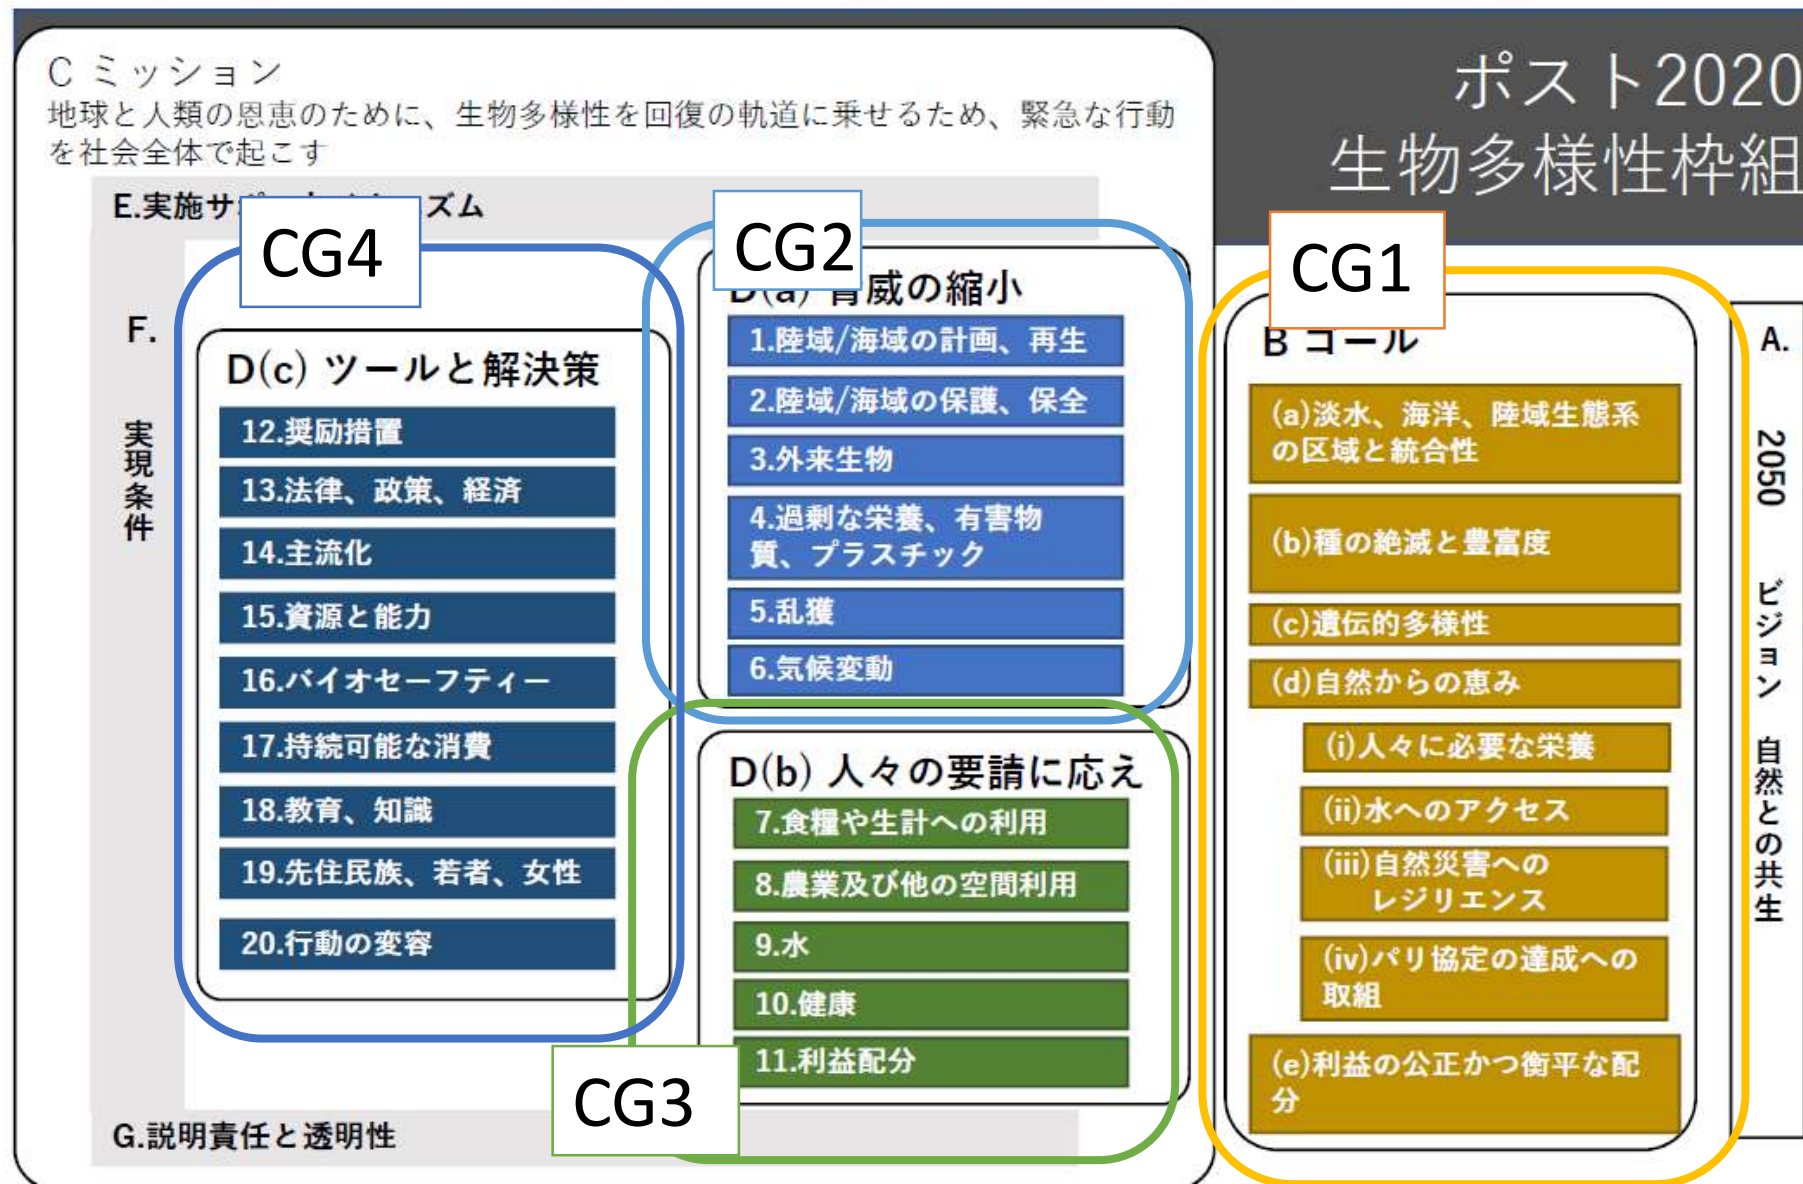 C ミッション
地球と人類の恩恵のために、生物多様性を回復の軌道に乗せるため、緊急な行動
を社会全体で起こす
ポスト2020
生物多様性枠組
E.実施サ
ズム
F.
実現条件
CG4
D(c) ツールと解決策
12.奨励措置
13.法律、政策、経済
14.主流化
15.資源と能力
16.バイオセーフティー
17.持続可能な消費
18.教育、知識
19.先住民族、若者、女性
20.行動の変容
CG2
D(a) 脅威の縮小
1.陸域/海域の計画、再生
2.陸域/海域の保護、保全
3.外来生物
4.過剰な栄養、有害物
質、プラスチック
5.乱獲
6.気候変動
D(b) 人々の要請に応え
7.食糧や生計への利用
8.農業及び他の空間利用
9.水
10.健康
11.利益配分
CG3
G.説明責任と透明性
CG1
B ゴール
(a)淡水、海洋、陸域生態系
の区域と統合性
(b)種の絶滅と豊富度
(c)遺伝的多様性
(d)自然からの恵み
(i)人々に必要な栄養
(ii)水へのアクセス
(iii)自然災害への
レジリエンス
(iv)パリ協定の達成への
取組
(e)利益の公正かつ衡平な配
分
A.
2050 ビジョン 自然との共生